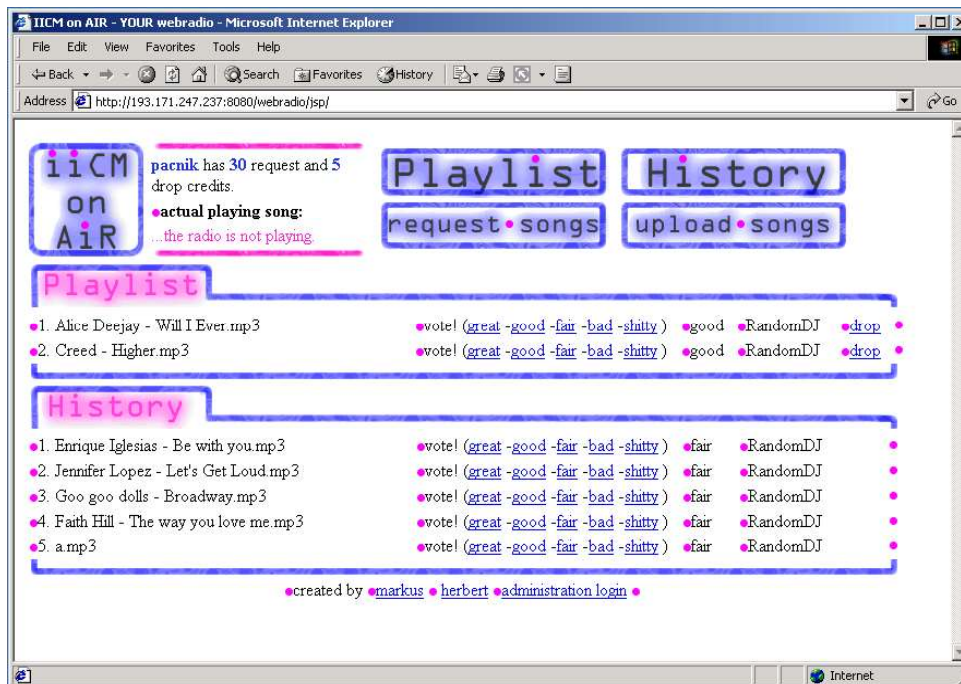 IICM on AIR - YOUR webradio - Microsoft Internet Explorer
File Edit View Favorites Tools Help
Back Search Favorites History
Address http://193.171.247.237:8080/webradio/jsp/ Go
iiCM
on
AiR
pacnik has 30 request and 5
drop credits.
actual playing song:
...the radio is not playing.
Playlist History
request•songs upload•songs
Playlist
•1. Alice Deejay - Will I Ever.mp3 •vote! (great -good -fair -bad -shitty ) •good •RandomDJ •drop •
•2. Creed - Higher.mp3 •vote! (great -good -fair -bad -shitty ) •good •RandomDJ •drop •
History
•1. Enrique Iglesias - Be with you.mp3 •vote! (great -good -fair -bad -shitty ) •fair •RandomDJ •
•2. Jennifer Lopez - Let's Get Loud.mp3 •vote! (great -good -fair -bad -shitty ) •fair •RandomDJ •
•3. Goo goo dolls - Broadway.mp3 •vote! (great -good -fair -bad -shitty ) •fair •RandomDJ •
•4. Faith Hill - The way you love me.mp3 •vote! (great -good -fair -bad -shitty ) •fair •RandomDJ •
•5. a.mp3 •vote! (great -good -fair -bad -shitty ) •fair •RandomDJ •
•created by •markus • herbert •administration login •
Internet